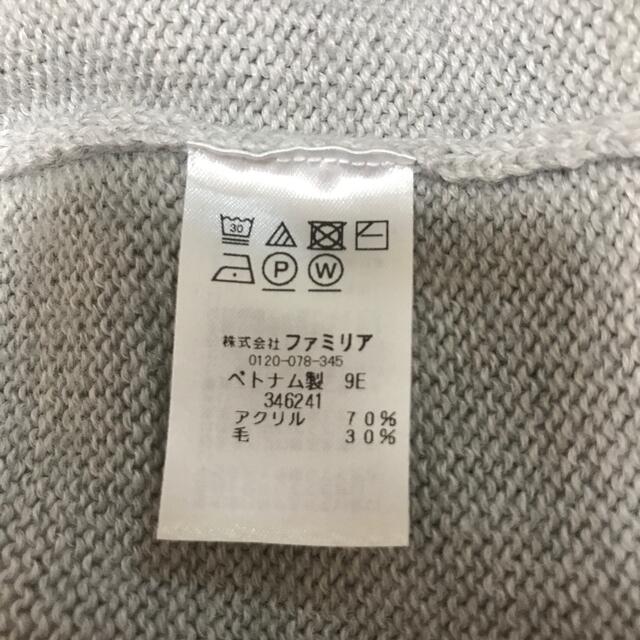 30
P W
株式会社 ファミリア
0120-078-345
ベトナム製 9E
346241
アクリル 70%
毛 30%